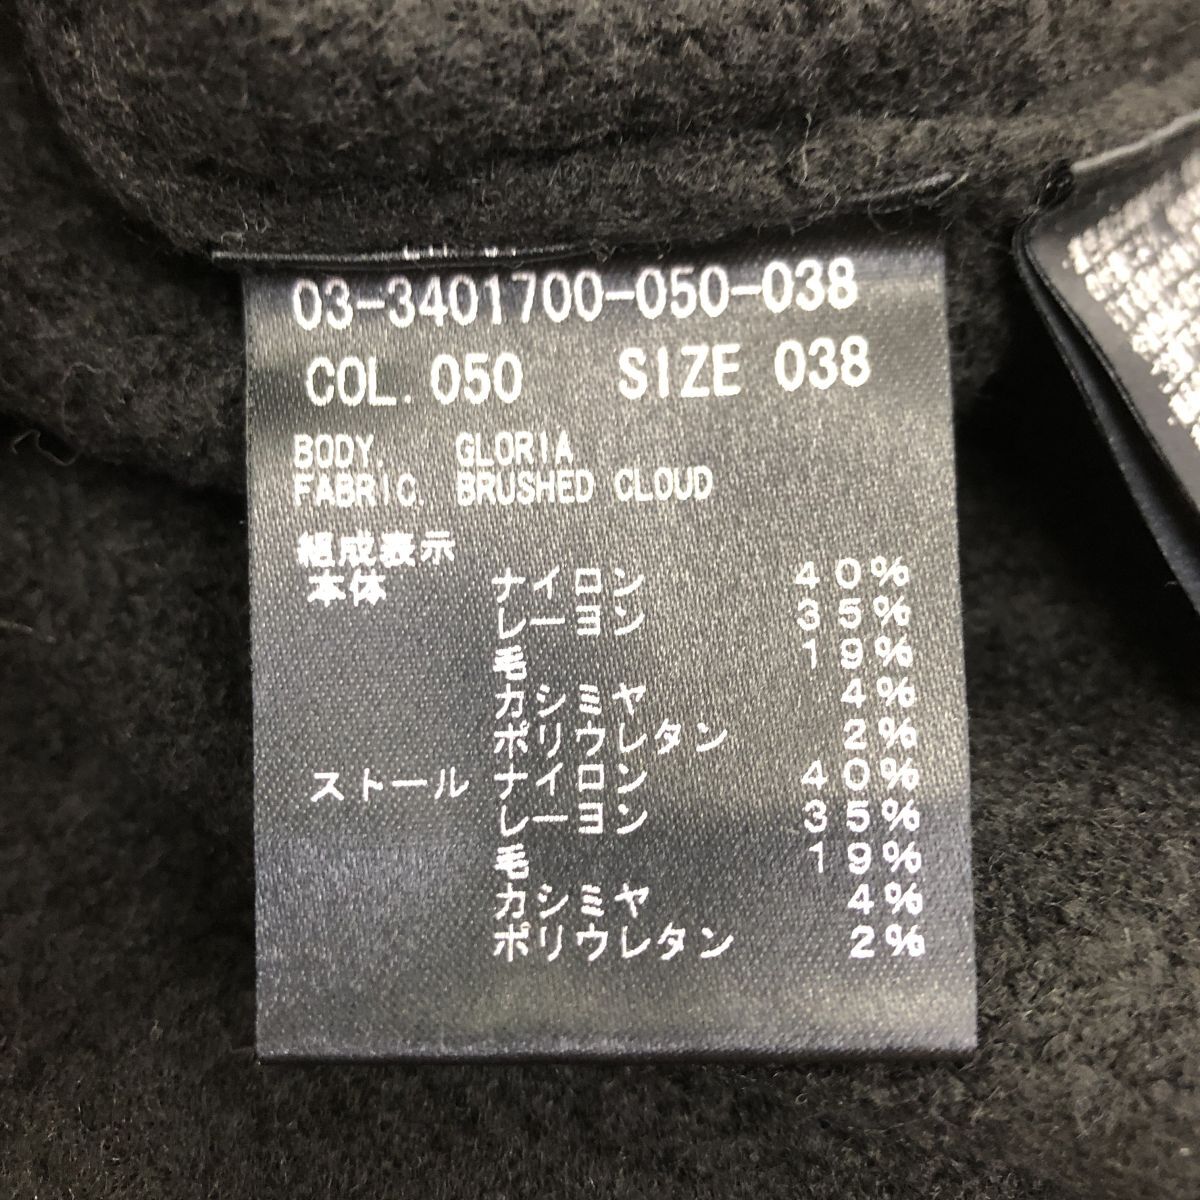 03-3401700-050-038
COL. 050 SIZE 038
BODY. GLORIA
FABRIC. BRUSHED CLOUD
組成表示
本体 ナイロン 40%
レーヨン 35%
毛 19%
カシミヤ 4%
ポリウレタン 2%
ストール ナイロン 40%
レーヨン 35%
毛 19%
カシミヤ 4%
ポリウレタン 2%